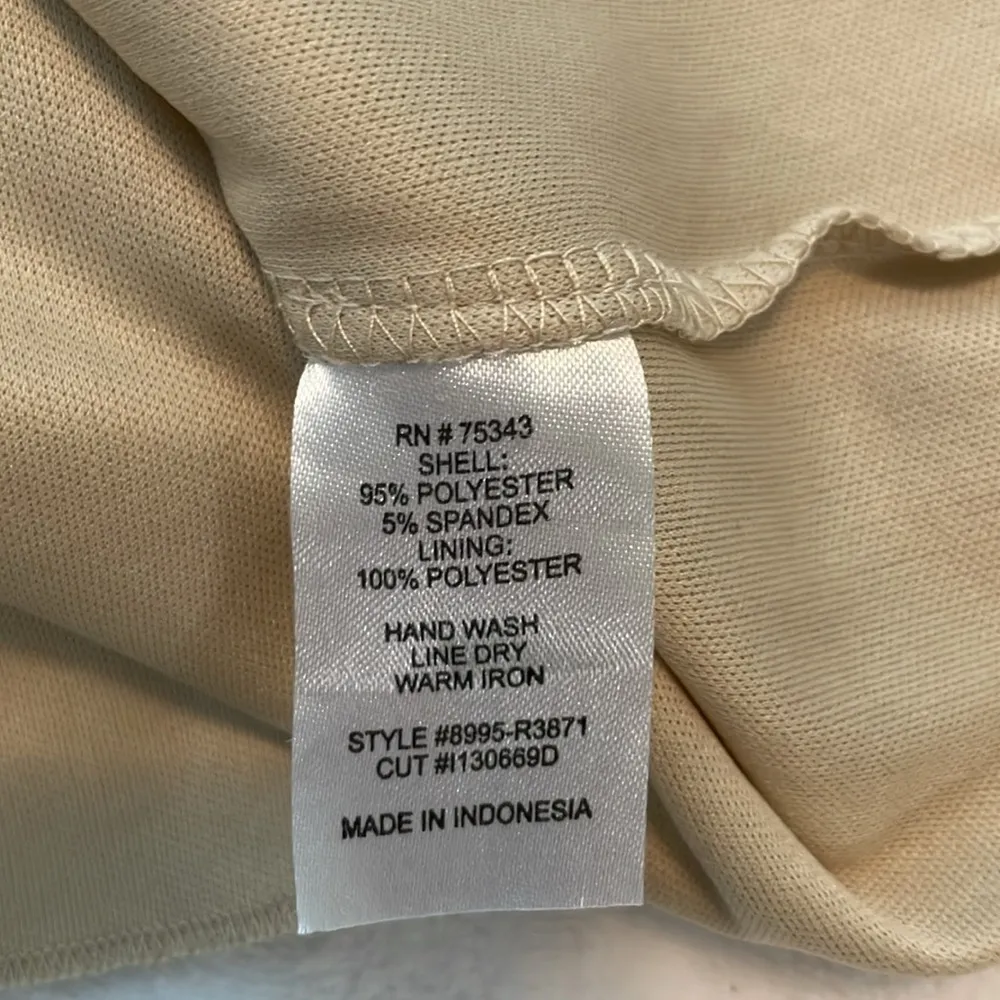 RN # 75343
SHELL:
95% POLYESTER
5% SPANDEX
LINING:
100% POLYESTER
HAND WASH
LINE DRY
WARM IRON
STYLE #8995-R3871
CUT #I130669D
MADE IN INDONESIA